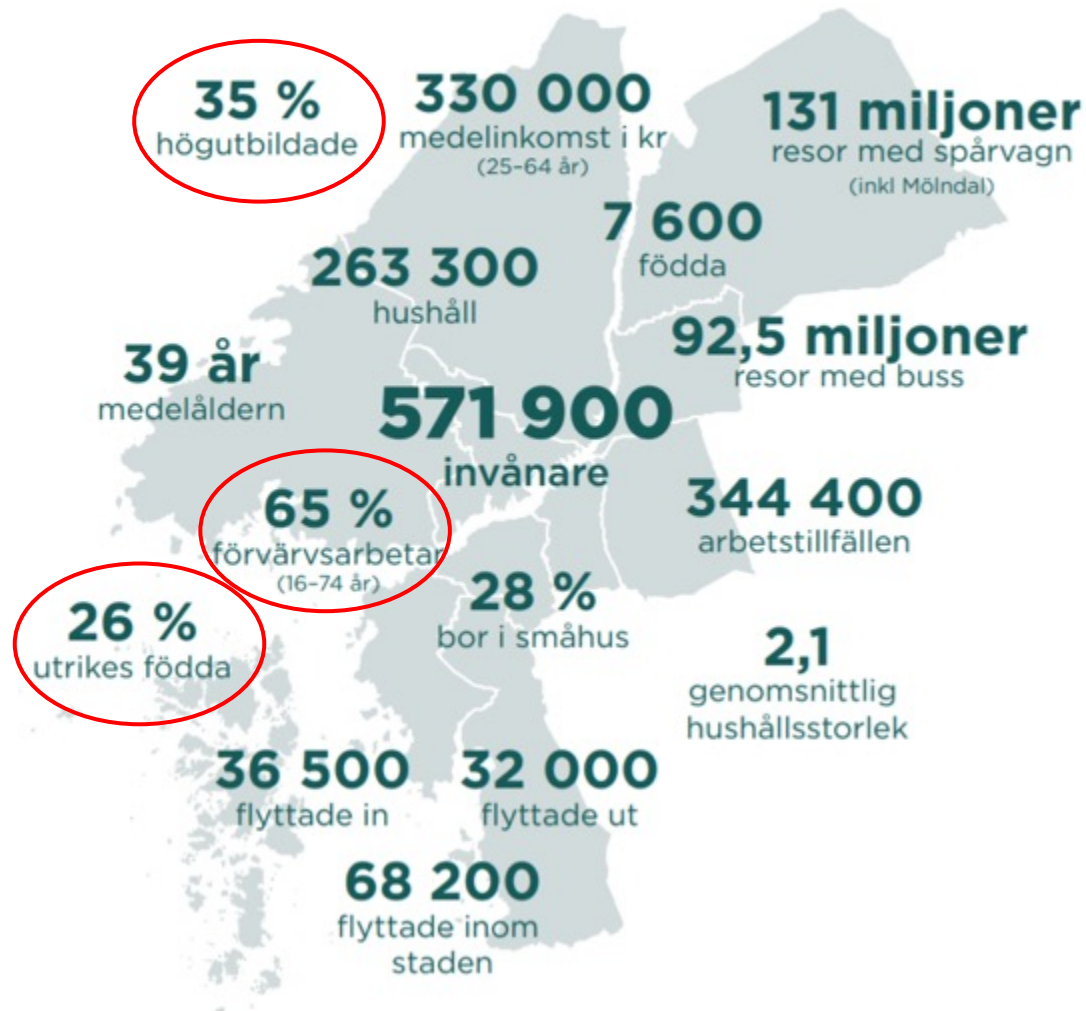 35 %
högutbildade
330 000
medelinkomst i kr
(25–64 år)
131 miljoner
resor med spårvagn
(inkl Mölndal)
7 600
födda
263 300
hushåll
92,5 miljoner
resor med buss
39 år
medelåldern
571 900
invånare
65 %
förvärvsarbetar
(16–74 år)
344 400
arbetstillfällen
28 %
bor i småhus
26 %
utrikes födda
2,1
genomsnittlig
hushållsstorlek
36 500
flyttade in
32 000
flyttade ut
68 200
flyttade inom
staden